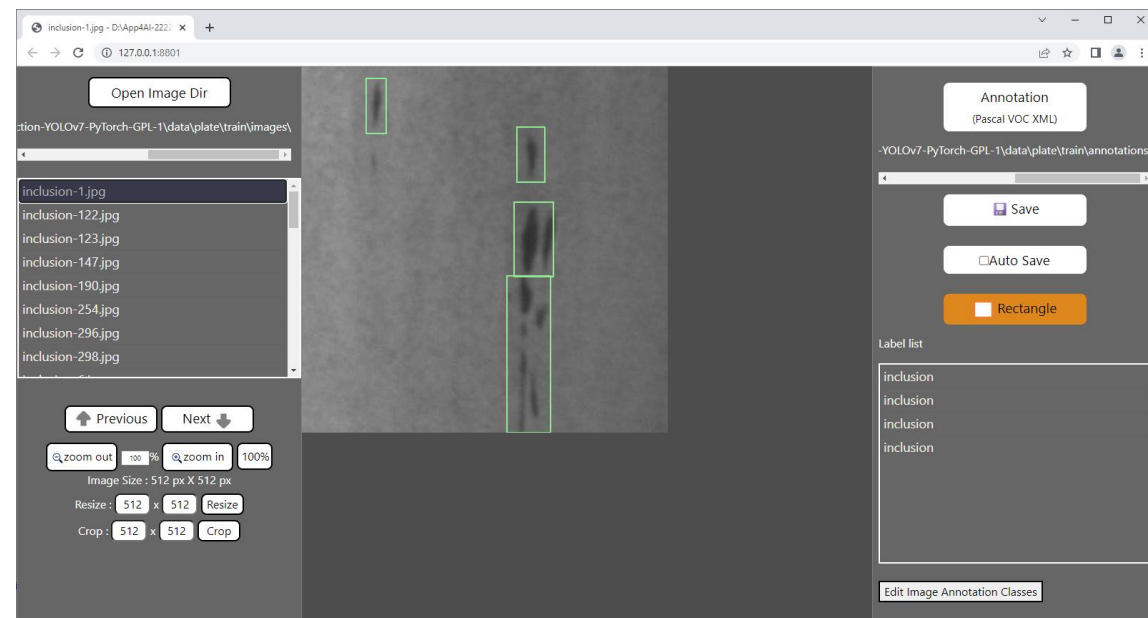 inclusion-1.jpg - D:\App4AI-222
127.0.0.1:8801
Open Image Dir
ction-YOLOv7-PyTorch-GPL-1\data\plate\train\images\
inclusion-1.jpg
inclusion-122.jpg
inclusion-123.jpg
inclusion-147.jpg
inclusion-190.jpg
inclusion-254.jpg
inclusion-296.jpg
inclusion-298.jpg
Previous
Next
zoom out 100 % zoom in 100%
Image Size : 512 px X 512 px
Resize : 512 x 512 Resize
Crop : 512 x 512 Crop
Annotation
(Pascal VOC XML)
-YOLOv7-PyTorch-GPL-1\data\plate\train\annotations
Save
Auto Save
Rectangle
Label list
inclusion
inclusion
inclusion
inclusion
Edit Image Annotation Classes